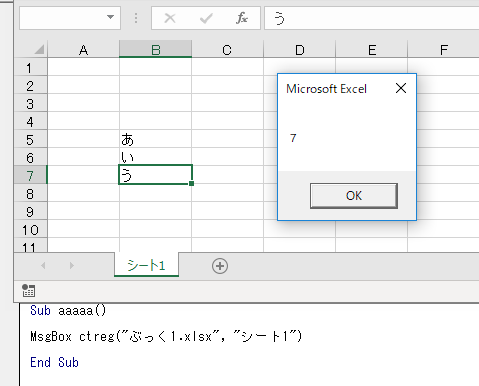 う
A B C D E F
1
2
3
4
5 あ
6 い
7 う
8
9
10
11
Microsoft Excel
7
OK
シート1
Sub aaaaa()
MsgBox ctreg("ぶっく1.xlsx", "シート1")
End Sub